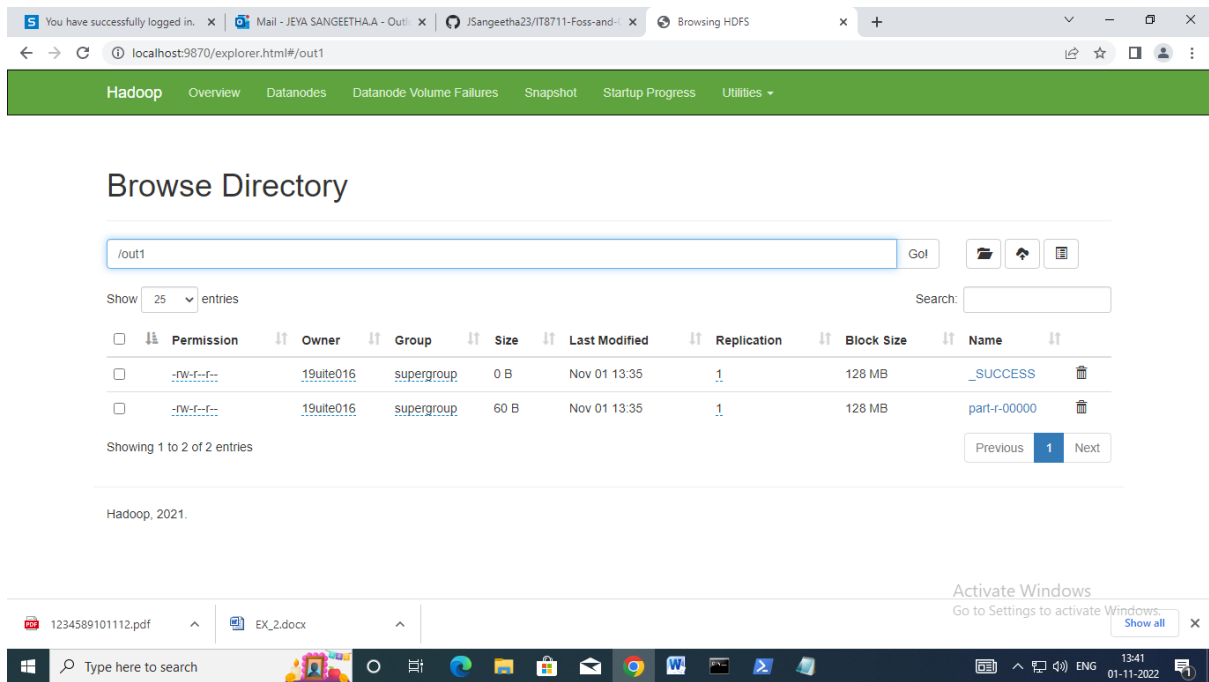 You have successfully logged in.
Mail - JEYA SANGEETHA.A - Outl
JSangeetha23/IT8711-Foss-and-
Browsing HDFS
localhost:9870/explorer.html#/out1
Hadoop Overview Datanodes Datanode Volume Failures Snapshot Startup Progress Utilities
Browse Directory
/out1 Go!
Show 25 entries Search:
Permission Owner Group Size Last Modified Replication Block Size Name
-rw-r--r-- 19uite016 supergroup 0 B Nov 01 13:35 1 128 MB _SUCCESS
-rw-r--r-- 19uite016 supergroup 60 B Nov 01 13:35 1 128 MB part-r-00000
Showing 1 to 2 of 2 entries Previous 1 Next
Hadoop, 2021.
Activate Windows
Go to Settings to activate Windows.
1234589101112.pdf EX_2.docx Show all
Type here to search ENG 13:41
01-11-2022